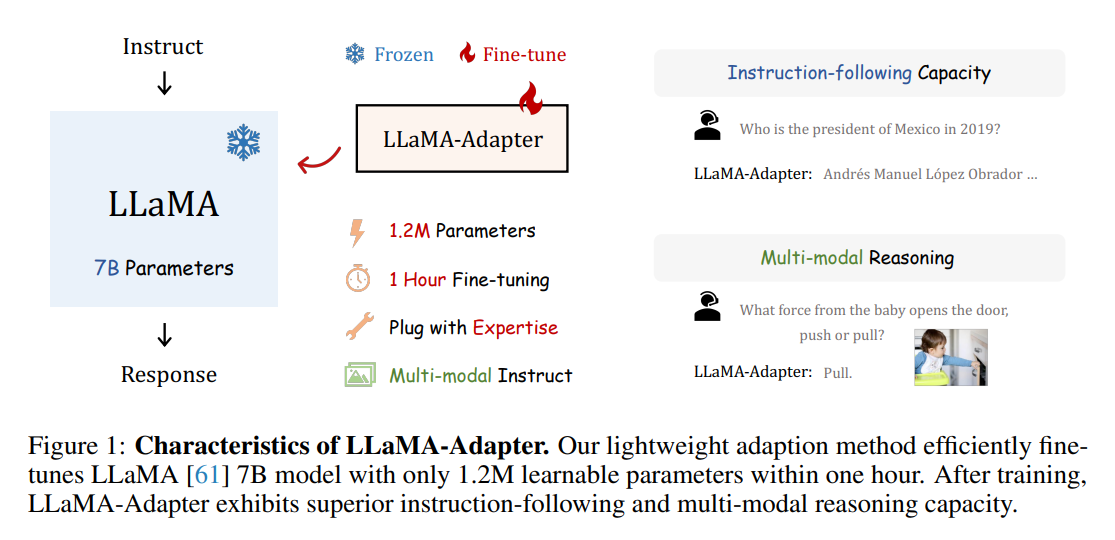 Instruct
LLaMA
7B Parameters
Response
Frozen Fine-tune
LLaMA-Adapter
1.2M Parameters
1 Hour Fine-tuning
Plug with Expertise
Multi-modal Instruct
Instruction-following Capacity
Who is the president of Mexico in 2019?
LLaMA-Adapter: Andrés Manuel López Obrador ...
Multi-modal Reasoning
What force from the baby opens the door,
push or pull?
LLaMA-Adapter: Pull.
Figure 1: Characteristics of LLaMA-Adapter. Our lightweight adaption method efficiently fine-
tunes LLaMA [61] 7B model with only 1.2M learnable parameters within one hour. After training,
LLaMA-Adapter exhibits superior instruction-following and multi-modal reasoning capacity.